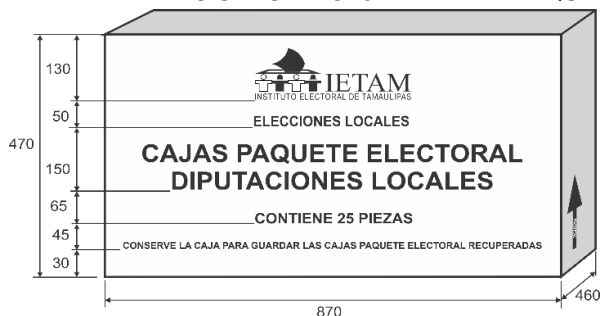 IETAM
INSTITUTO ELECTORAL DE TAMAULIPAS
ELECCIONES LOCALES
CAJAS PAQUETE ELECTORAL
DIPUTACIONES LOCALES
CONTIENE 25 PIEZAS
CONSERVE LA CAJA PARA GUARDAR LAS CAJAS PAQUETE ELECTORAL RECUPERADAS
470
130
50
150
65
45
30
870
460